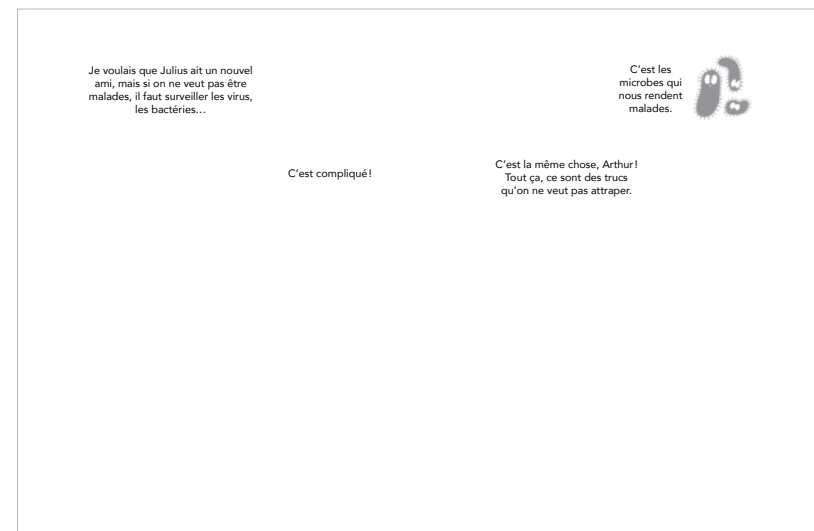 Je voulais que Julius ait un nouvel
ami, mais si on ne veut pas être
malades, il faut surveiller les virus,
les bactéries…
C’est compliqué !
C’est les
microbes qui
nous rendent
malades.
C’est la même chose, Arthur !
Tout ça, ce sont des trucs
qu’on ne veut pas attraper.